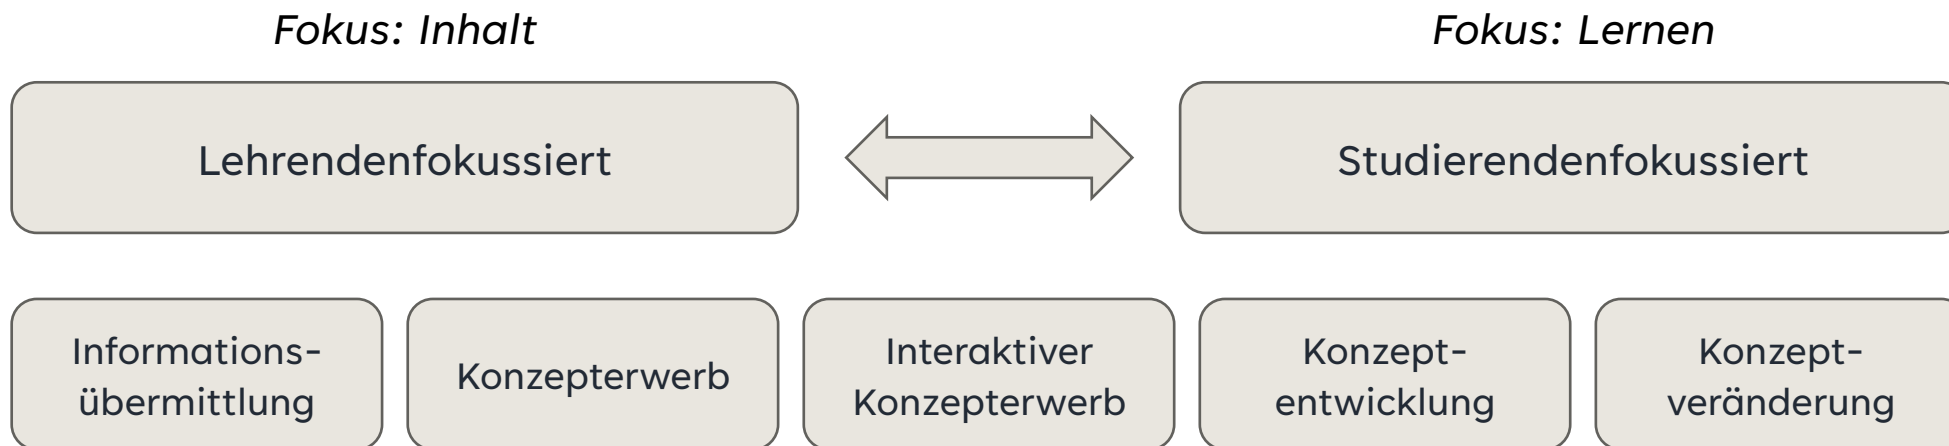 Fokus: Inhalt
Fokus: Lernen
Lehrendenfokussiert
Studierendenfokussiert
Informations-
übermittlung
Konzepterwerb
Interaktiver
Konzepterwerb
Konzept-
entwicklung
Konzept-
veränderung